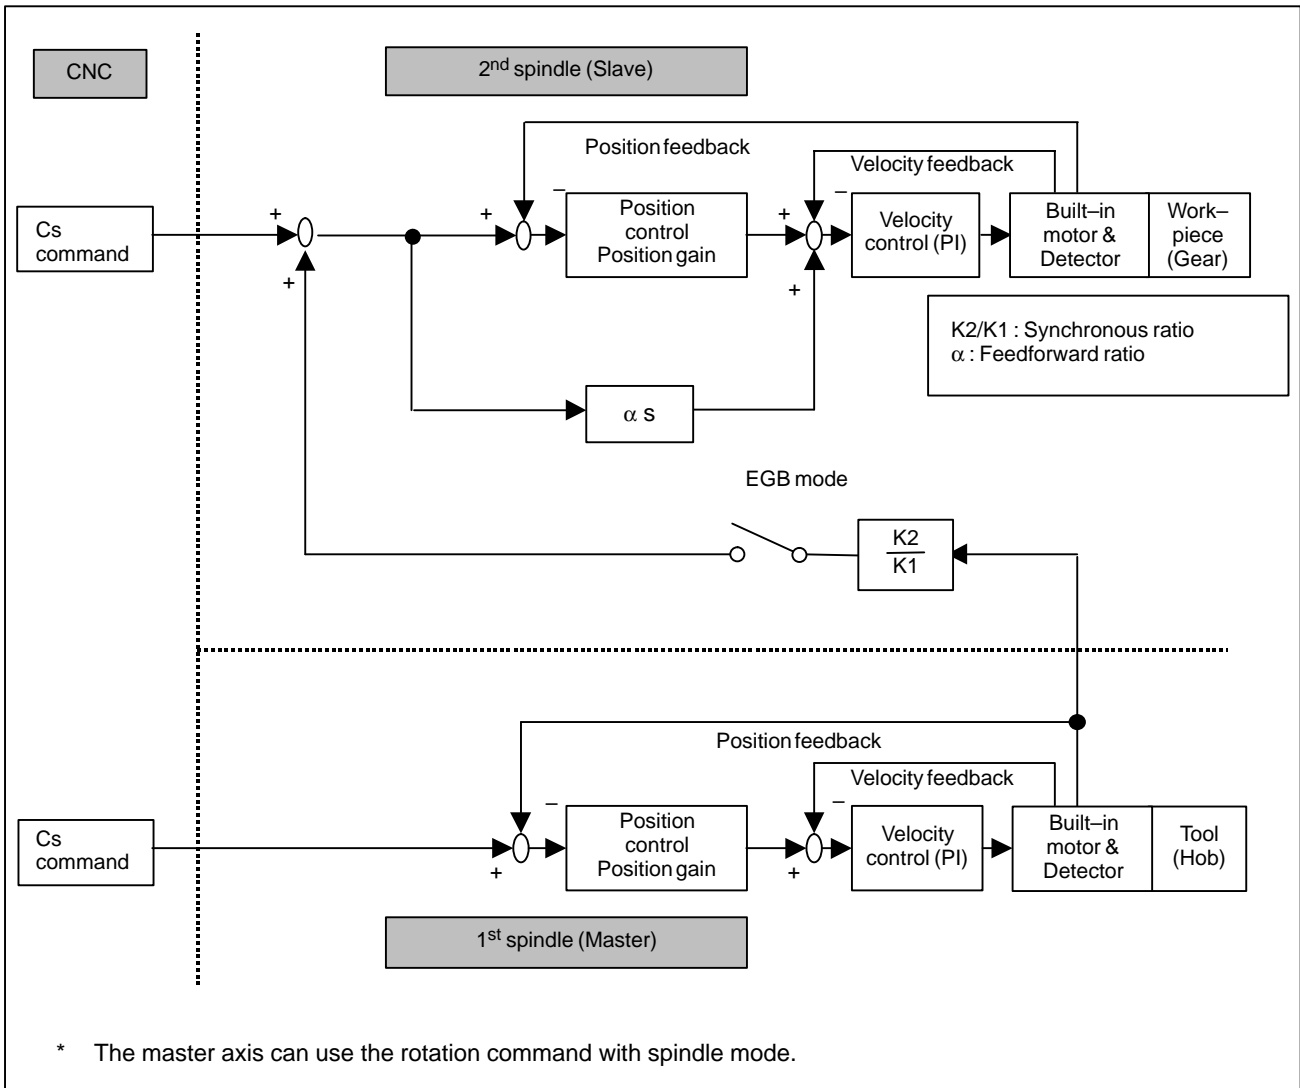 CNC
2nd spindle (Slave)
Position feedback
Velocity feedback
Cs
command
+
+
+
–
Position
control
Position gain
+
–
+
Velocity
control (PI)
Built–in
motor &
Detector
Work–
piece
(Gear)
K2/K1 : Synchronous ratio
α : Feedforward ratio
α s
EGB mode
K2
K1
Position feedback
Velocity feedback
Cs
command
+
–
Position
control
Position gain
+
–
Velocity
control (PI)
Built–in
motor &
Detector
Tool
(Hob)
1st spindle (Master)
* The master axis can use the rotation command with spindle mode.